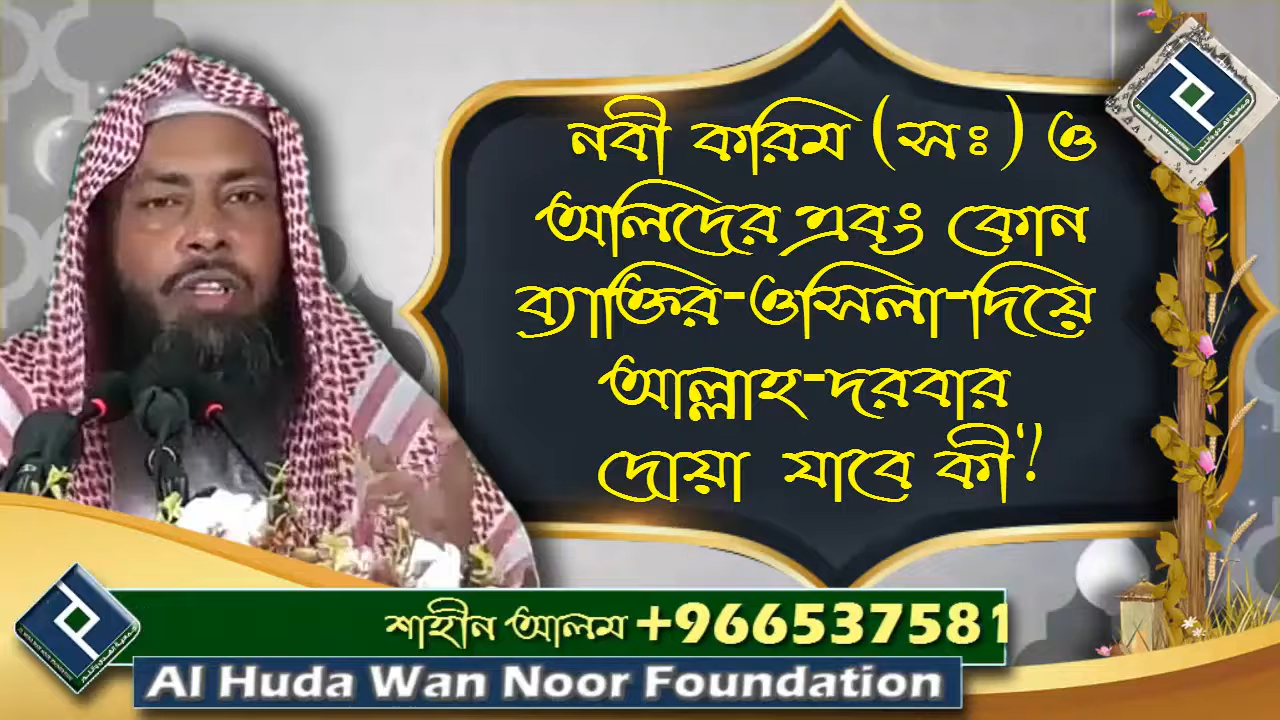 নবী করিম (সঃ) ও
অলিদের এবং কোন
ব্যাক্তির-ওসিলা-দিয়ে
আল্লাহ-দরবার
দোয়া যাবে কী?
শাহীন আলম +966537581
Al Huda Wan Noor Foundation